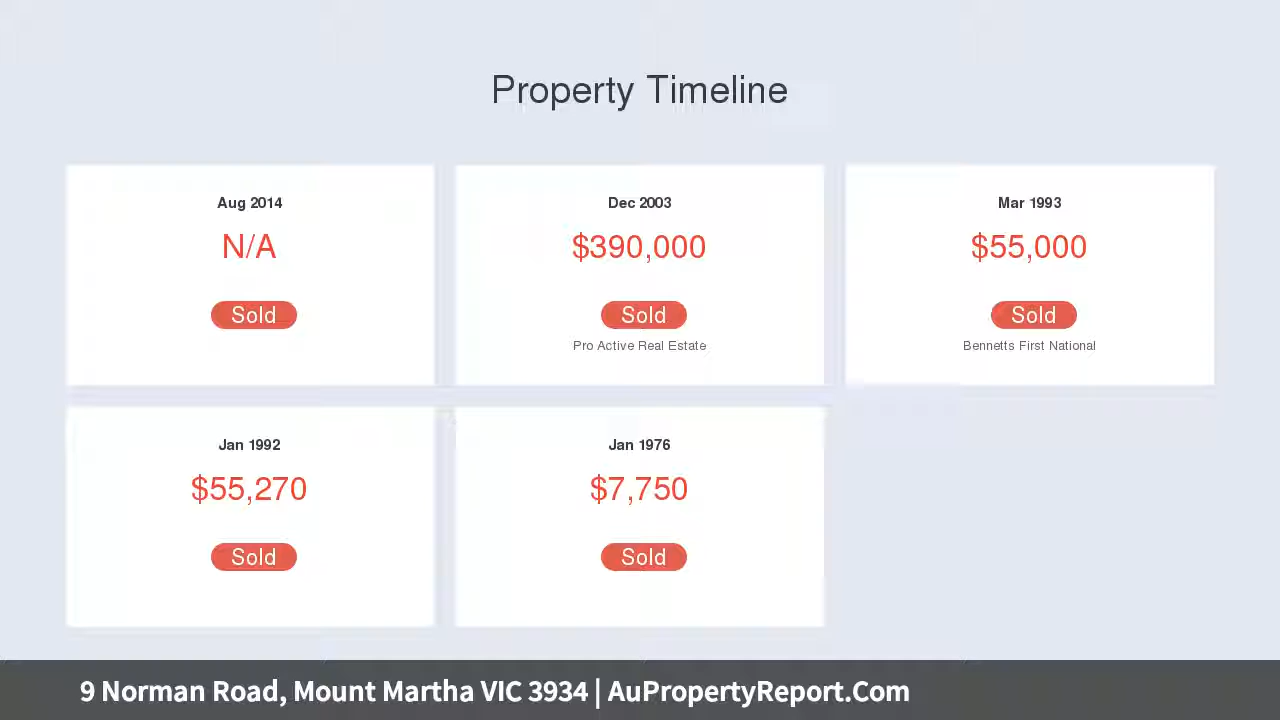 Property Timeline
Aug 2014
N/A
Sold
Dec 2003
$390,000
Sold
Pro Active Real Estate
Mar 1993
$55,000
Sold
Bennetts First National
Jan 1992
$55,270
Sold
Jan 1976
$7,750
Sold
9 Norman Road, Mount Martha VIC 3934 | AuPropertyReport.Com